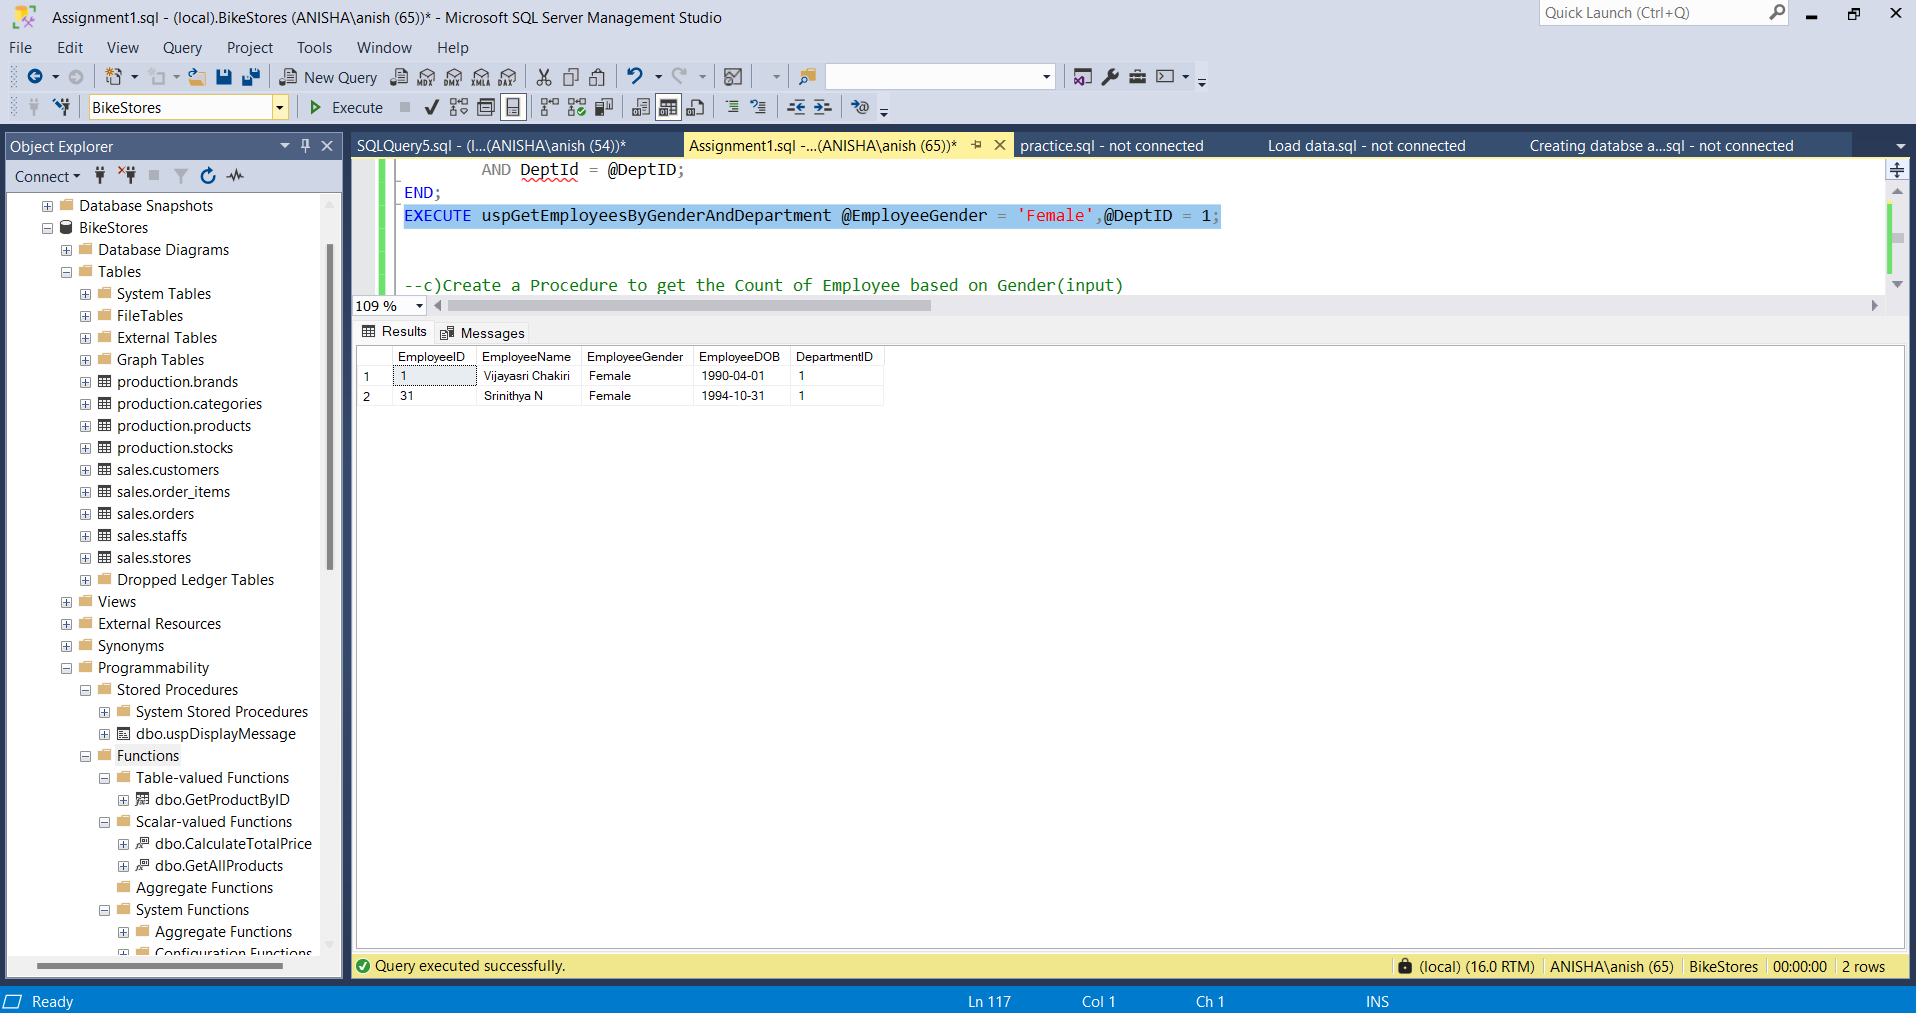 Assignment1.sql - (local).BikeStores (ANISHA\anish (65))* - Microsoft SQL Server Management Studio
Quick Launch (Ctrl+Q)
File Edit View Query Project Tools Window Help
New Query MDX DMX XMLA DAX
BikeStores Execute
Object Explorer
Connect
Database Snapshots
BikeStores
Database Diagrams
Tables
System Tables
FileTables
External Tables
Graph Tables
production.brands
production.categories
production.products
production.stocks
sales.customers
sales.order_items
sales.orders
sales.staffs
sales.stores
Dropped Ledger Tables
Views
External Resources
Synonyms
Programmability
Stored Procedures
System Stored Procedures
dbo.uspDisplayMessage
Functions
Table-valued Functions
dbo.GetProductByID
Scalar-valued Functions
dbo.CalculateTotalPrice
dbo.GetAllProducts
Aggregate Functions
System Functions
Aggregate Functions
Configuration Functions
SQLQuery5.sql - (l...(ANISHA\anish (54))* Assignment1.sql -...(ANISHA\anish (65))* practice.sql - not connected Load data.sql - not connected Creating databse a...sql - not connected
AND DeptId = @DeptID;
END;
EXECUTE uspGetEmployeesByGenderAndDepartment @EmployeeGender = 'Female',@DeptID = 1;
--c)Create a Procedure to get the Count of Employee based on Gender(input)
109 %
Results Messages
EmployeeID EmployeeName EmployeeGender EmployeeDOB DepartmentID
1 1 Vijayasri Chakiri Female 1990-04-01 1
2 31 Srinithya N Female 1994-10-31 1
Query executed successfully. (local) (16.0 RTM) ANISHA\anish (65) BikeStores 00:00:00 2 rows
Ready Ln 117 Col 1 Ch 1 INS